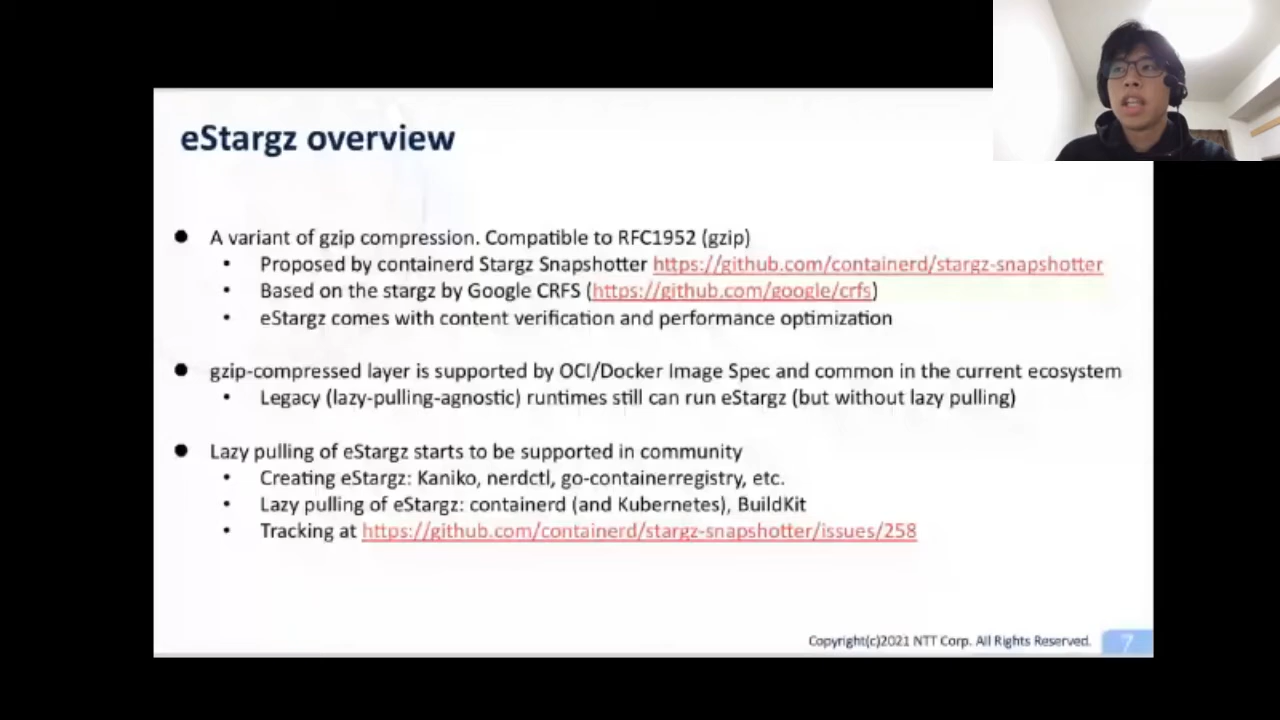 eStargz overview
● A variant of gzip compression. Compatible to RFC1952 (gzip)
• Proposed by containerd Stargz Snapshotter https://github.com/containerd/stargz-snapshotter
• Based on the stargz by Google CRFS (https://github.com/google/crfs)
• eStargz comes with content verification and performance optimization
● gzip-compressed layer is supported by OCI/Docker Image Spec and common in the current ecosystem
• Legacy (lazy-pulling-agnostic) runtimes still can run eStargz (but without lazy pulling)
● Lazy pulling of eStargz starts to be supported in community
• Creating eStargz: Kaniko, nerdctl, go-containerregistry, etc.
• Lazy pulling of eStargz: containerd (and Kubernetes), BuildKit
• Tracking at https://github.com/containerd/stargz-snapshotter/issues/258
Copyright(c)2021 NTT Corp. All Rights Reserved. 7